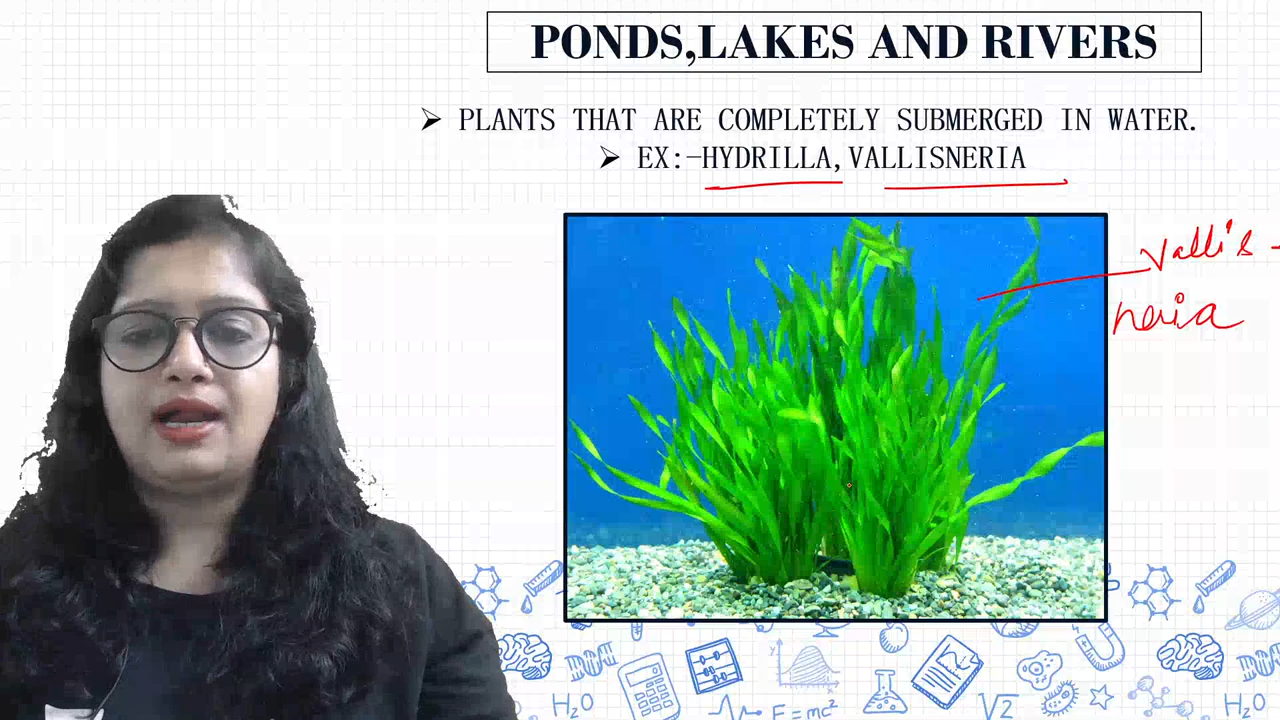 PONDS,LAKES AND RIVERS
➢ PLANTS THAT ARE COMPLETELY SUBMERGED IN WATER.
➢ EX:-HYDRILLA,VALLISNERIA
Vallis-
neria
H₂O
E=mc²
√2
H₂O